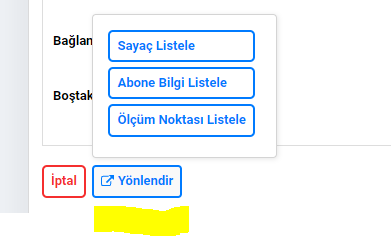 Bağlan
Sayaç Listele
Abone Bilgi Listele
Boştak
Ölçüm Noktası Listele
İptal
Yönlendir